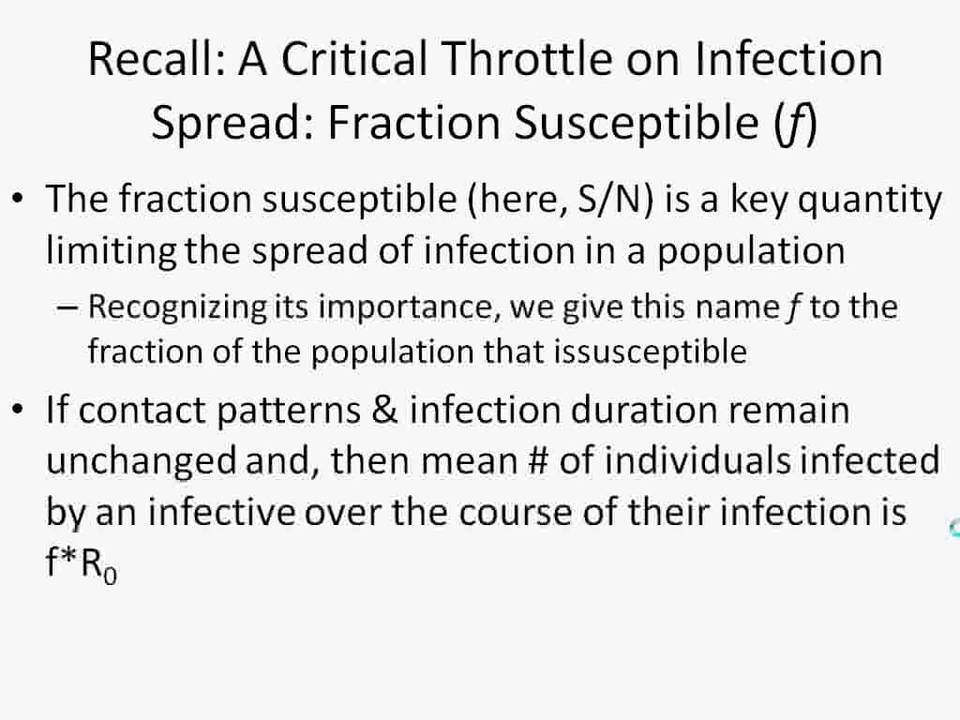 Recall: A Critical Throttle on Infection
Spread: Fraction Susceptible (f)
• The fraction susceptible (here, S/N) is a key quantity
limiting the spread of infection in a population
– Recognizing its importance, we give this name f to the
fraction of the population that issusceptible
• If contact patterns & infection duration remain
unchanged and, then mean # of individuals infected
by an infective over the course of their infection is
f*R₀